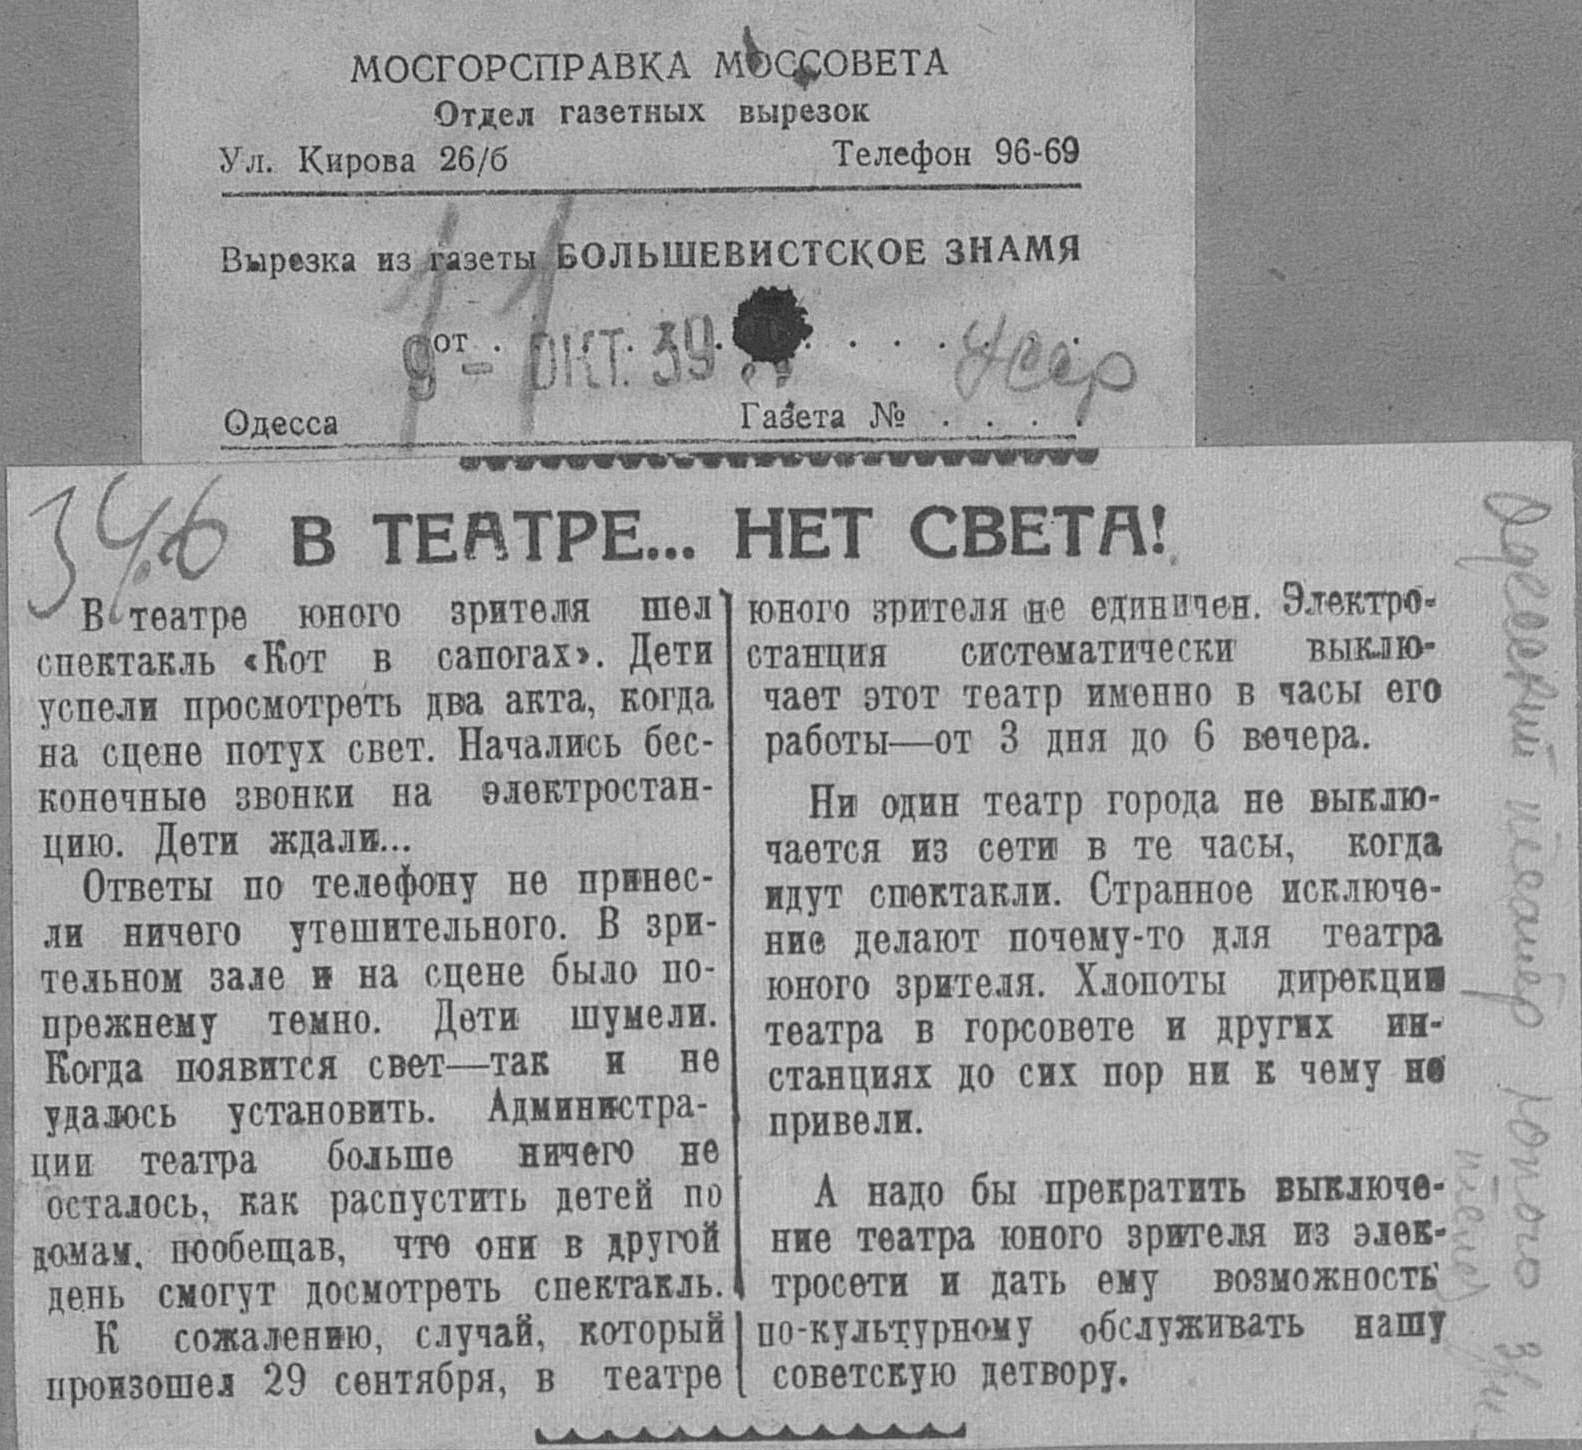 МОСГОРСПРАВКА МОССОВЕТА
Отдел газетных вырезок
Ул. Кирова 26/б Телефон 96-69
Вырезка из газеты БОЛЬШЕВИСТСКОЕ ЗНАМЯ
от . . . . . . . . . .
9 - ОКТ. 39
УССР
Одесса Газета № . . . .
В ТЕАТРЕ... НЕТ СВЕТА!
В театре юного зрителя шел
спектакль «Кот в сапогах». Дети
успели просмотреть два акта, когда
на сцене потух свет. Начались бес-
конечные звонки на электростан-
цию. Дети ждали...
Ответы по телефону не принес-
ли ничего утешительного. В зри-
тельном зале и на сцене было по-
прежнему темно. Дети шумели.
Когда появится свет—так и не
удалось установить. Администра-
ции театра больше ничего не
осталось, как распустить детей по
домам, пообещав, что они в другой
день смогут досмотреть спектакль.
К сожалению, случай, который
произошел 29 сентября, в театре
юного зрителя не единичен. Электро-
станция систематически выклю-
чает этот театр именно в часы его
работы—от 3 дня до 6 вечера.
Ни один театр города не выклю-
чается из сети в те часы, когда
идут спектакли. Странное исключе-
ние делают почему-то для театра
юного зрителя. Хлопоты дирекции
театра в горсовете и других ин-
станциях до сих пор ни к чему не
привели.
А надо бы прекратить выключе-
ние театра юного зрителя из элек-
тросети и дать ему возможность
по-культурному обслуживать нашу
советскую детвору.
театр юного